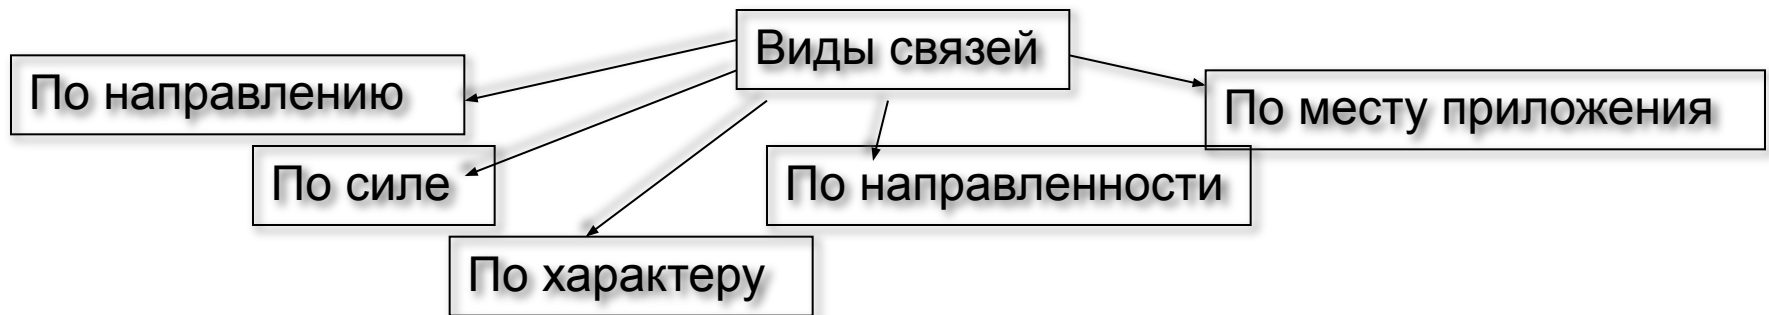 Виды связей
По направлению
По месту приложения
По силе
По направленности
По характеру